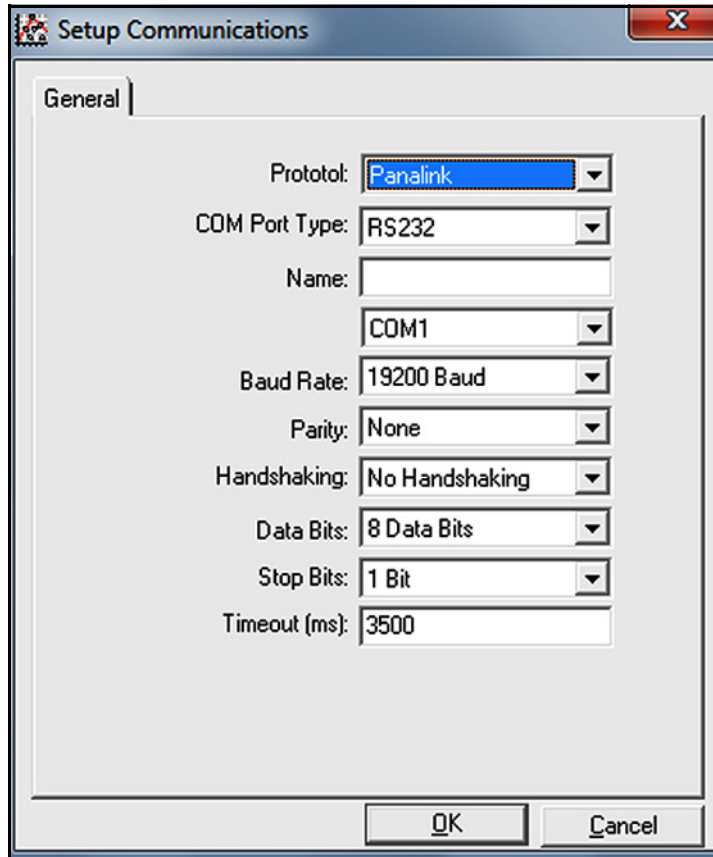 Setup Communications
General
Prototol: Panalink
COM Port Type: RS232
Name:
COM1
Baud Rate: 19200 Baud
Parity: None
Handshaking: No Handshaking
Data Bits: 8 Data Bits
Stop Bits: 1 Bit
Timeout (ms): 3500
OK Cancel